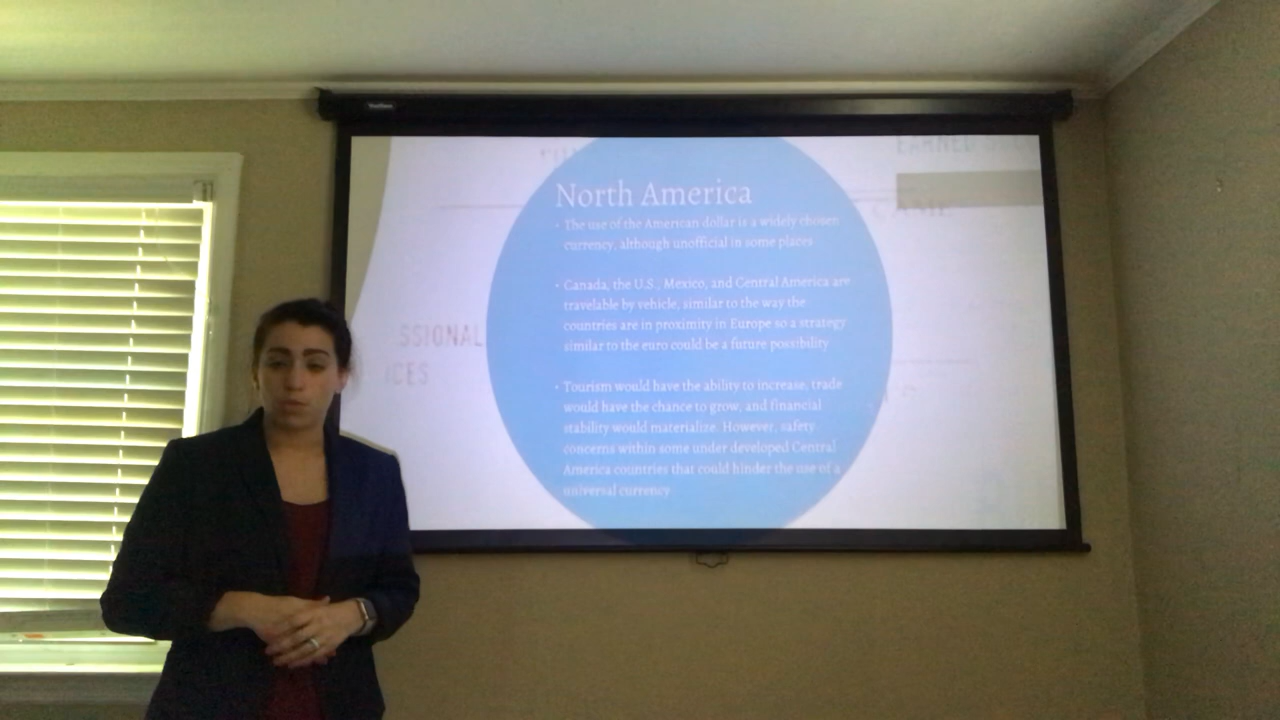 EARNED
North America
• The use of the American dollar is a widely chosen
currency, although unofficial in some places
• Canada, the U.S., Mexico, and Central America are
travelable by vehicle, similar to the way the
countries are in proximity in Europe so a strategy
similar to the euro could be a future possibility
• Tourism would have the ability to increase, trade
would have the chance to grow, and financial
stability would materialize. However, safety
concerns within some under developed Central
America countries that could hinder the use of a
universal currency
SSIONAL
ICES